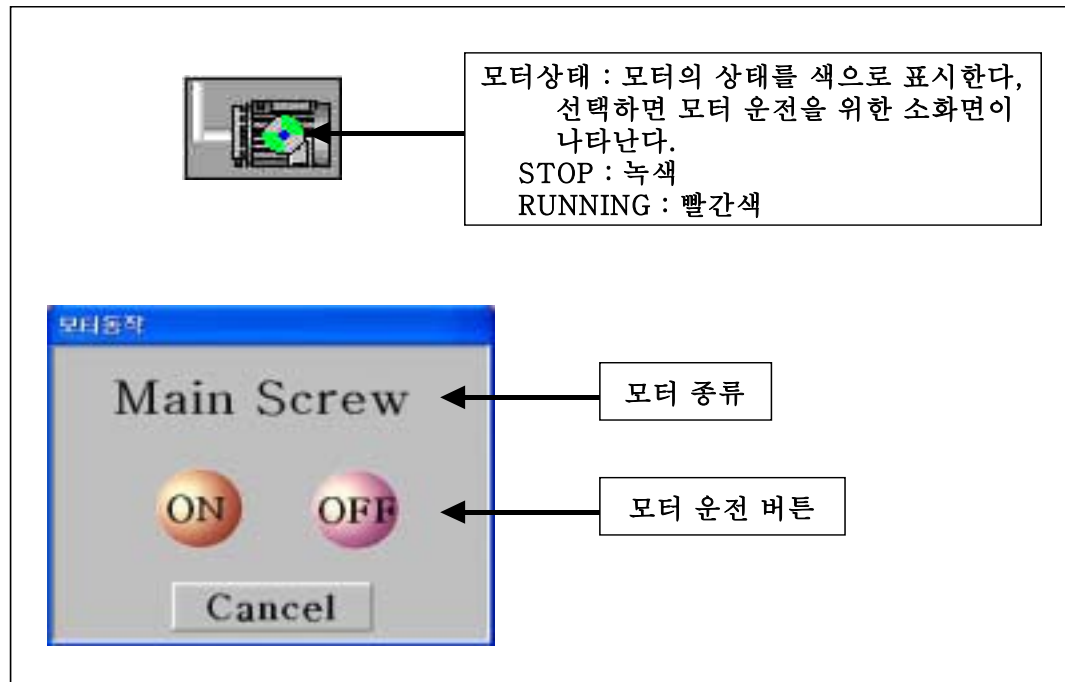 모터상태 : 모터의 상태를 색으로 표시한다,
선택하면 모터 운전을 위한 소화면이
나타난다.
STOP : 녹색
RUNNING : 빨간색
모터동작
Main Screw
모터 종류
ON OFF
모터 운전 버튼
Cancel